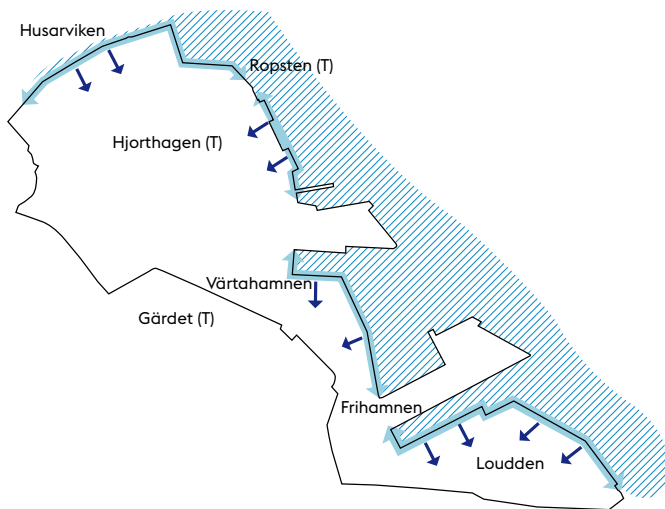 Husarviken
Ropsten (T)
Hjorthagen (T)
Värtahamnen
Gärdet (T)
Frihamnen
Loudden